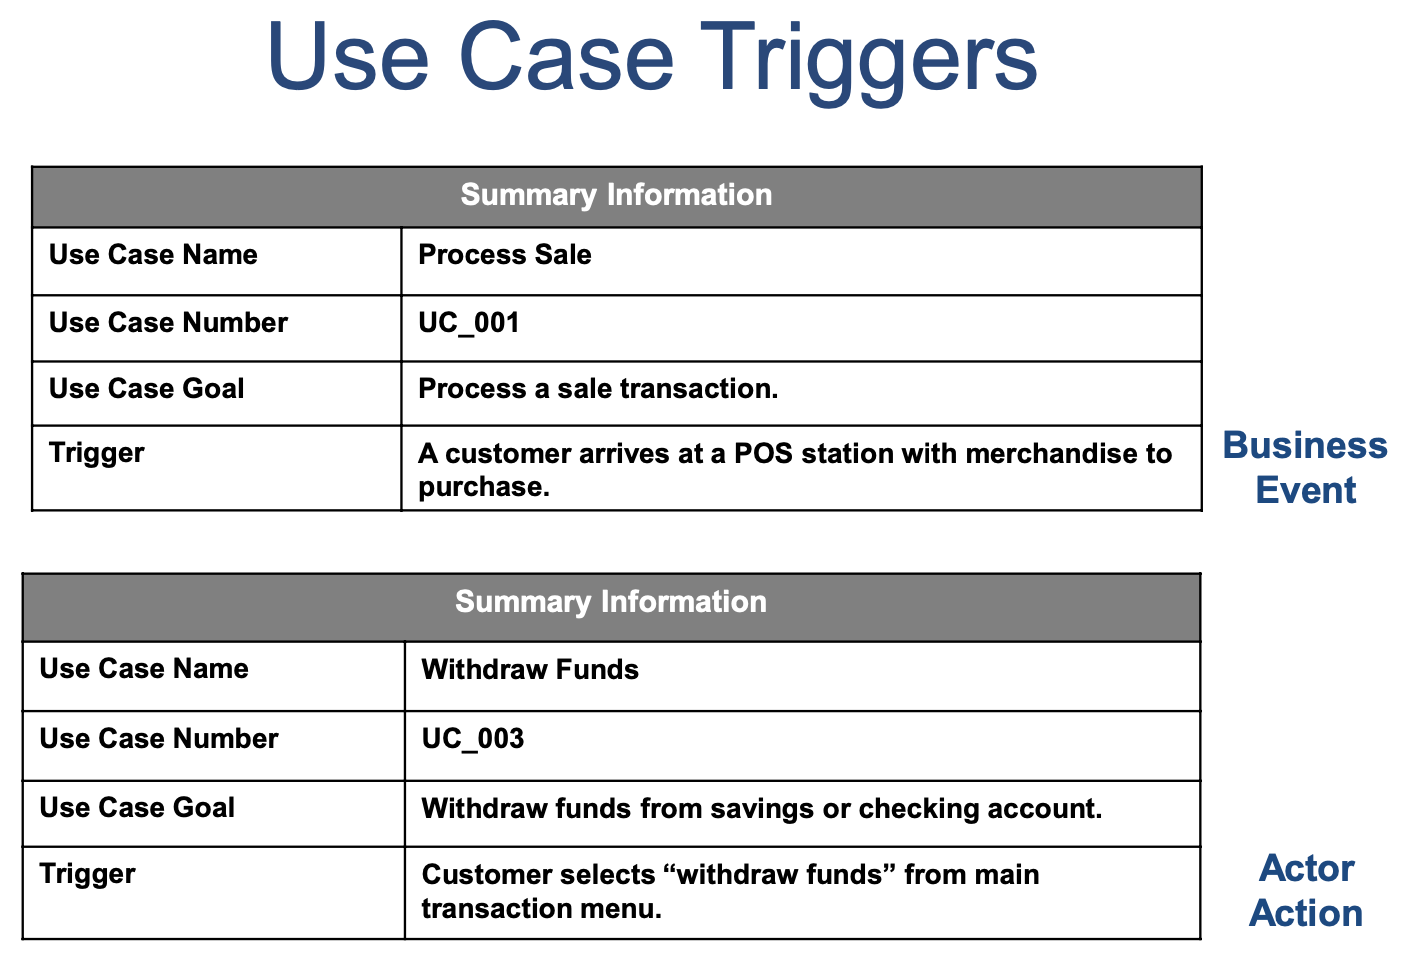 Use Case Triggers
Summary Information
Use Case Name
Process Sale
Use Case Number
UC_001
Use Case Goal
Process a sale transaction.
Trigger
A customer arrives at a POS station with merchandise to
purchase.
Business
Event
Summary Information
Use Case Name
Withdraw Funds
Use Case Number
UC_003
Use Case Goal
Withdraw funds from savings or checking account.
Trigger
Customer selects “withdraw funds” from main
transaction menu.
Actor
Action